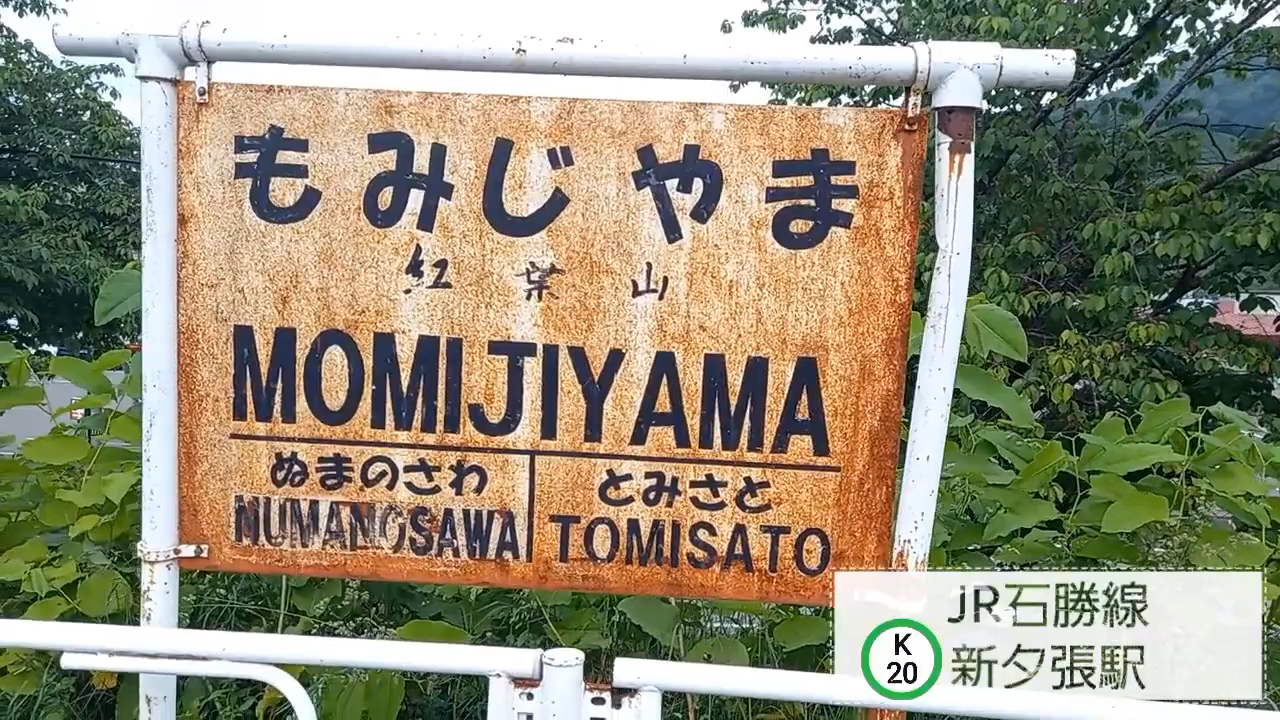 もみじやま
紅葉山
MOMIJIYAMA
ぬまのさわ
とみさと
NUMANOSAWA
TOMISATO
JR石勝線
K
20
新夕張駅